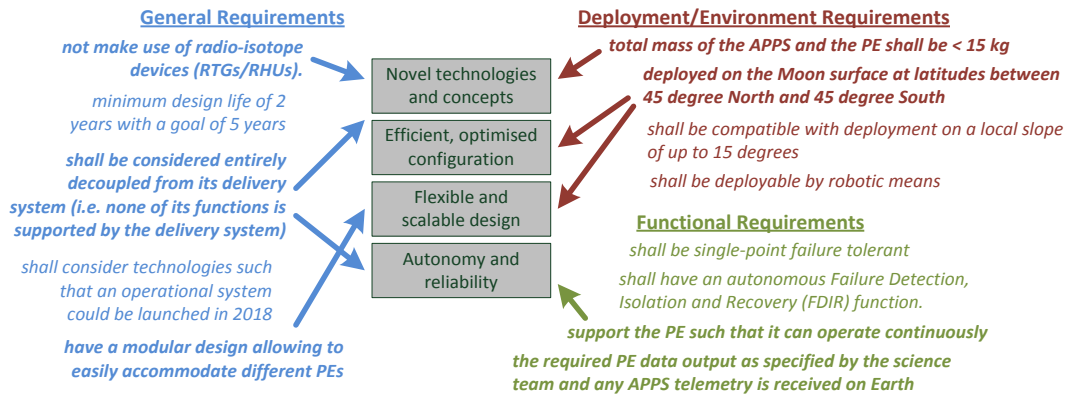 General Requirements
not make use of radio-isotope
devices (RTGs/RHUs).
minimum design life of 2
years with a goal of 5 years
shall be considered entirely
decoupled from its delivery
system (i.e. none of its functions is
supported by the delivery system)
shall consider technologies such
that an operational system
could be launched in 2018
have a modular design allowing to
easily accommodate different PEs
Novel technologies
and concepts
Efficient, optimised
configuration
Flexible and
scalable design
Autonomy and
reliability
Deployment/Environment Requirements
total mass of the APPS and the PE shall be < 15 kg
deployed on the Moon surface at latitudes between
45 degree North and 45 degree South
shall be compatible with deployment on a local slope
of up to 15 degrees
shall be deployable by robotic means
Functional Requirements
shall be single-point failure tolerant
shall have an autonomous Failure Detection,
Isolation and Recovery (FDIR) function.
support the PE such that it can operate continuously
the required PE data output as specified by the science
team and any APPS telemetry is received on Earth